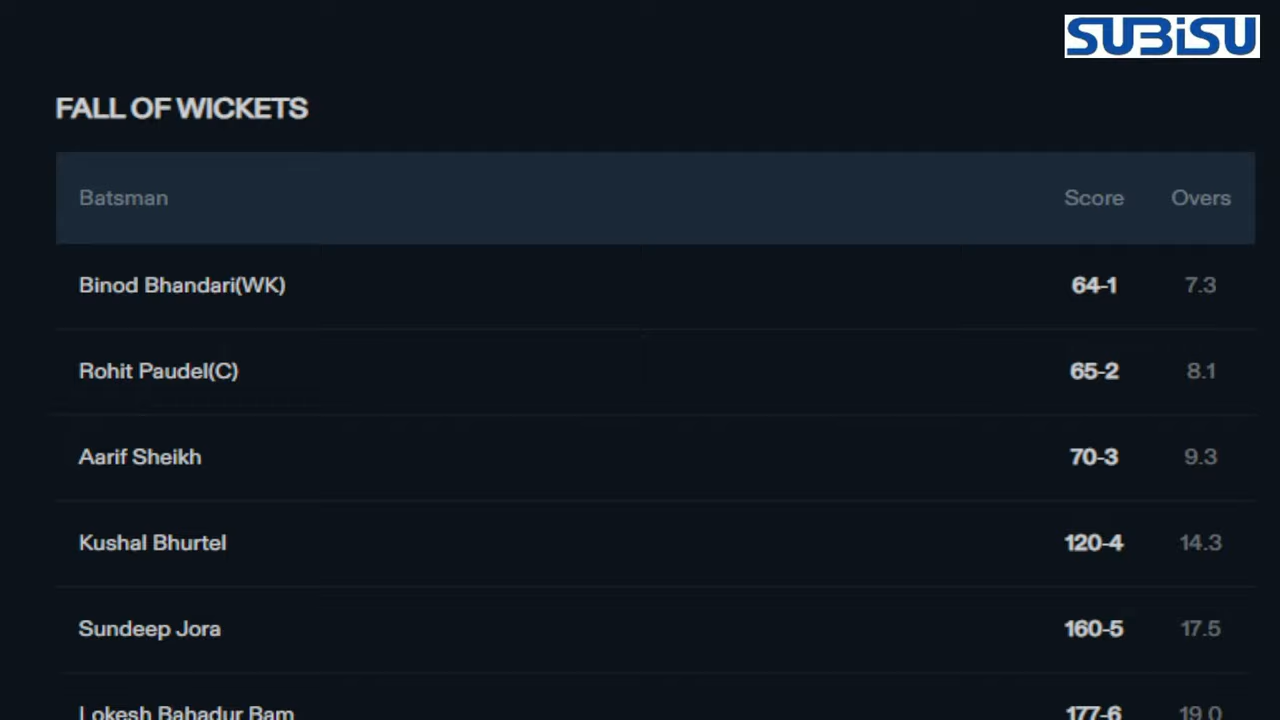 SUBiSU
FALL OF WICKETS
Batsman Score Overs
Binod Bhandari(WK) 64-1 7.3
Rohit Paudel(C) 65-2 8.1
Aarif Sheikh 70-3 9.3
Kushal Bhurtel 120-4 14.3
Sundeep Jora 160-5 17.5
Lokesh Bahadur Bam 177-6 19.0